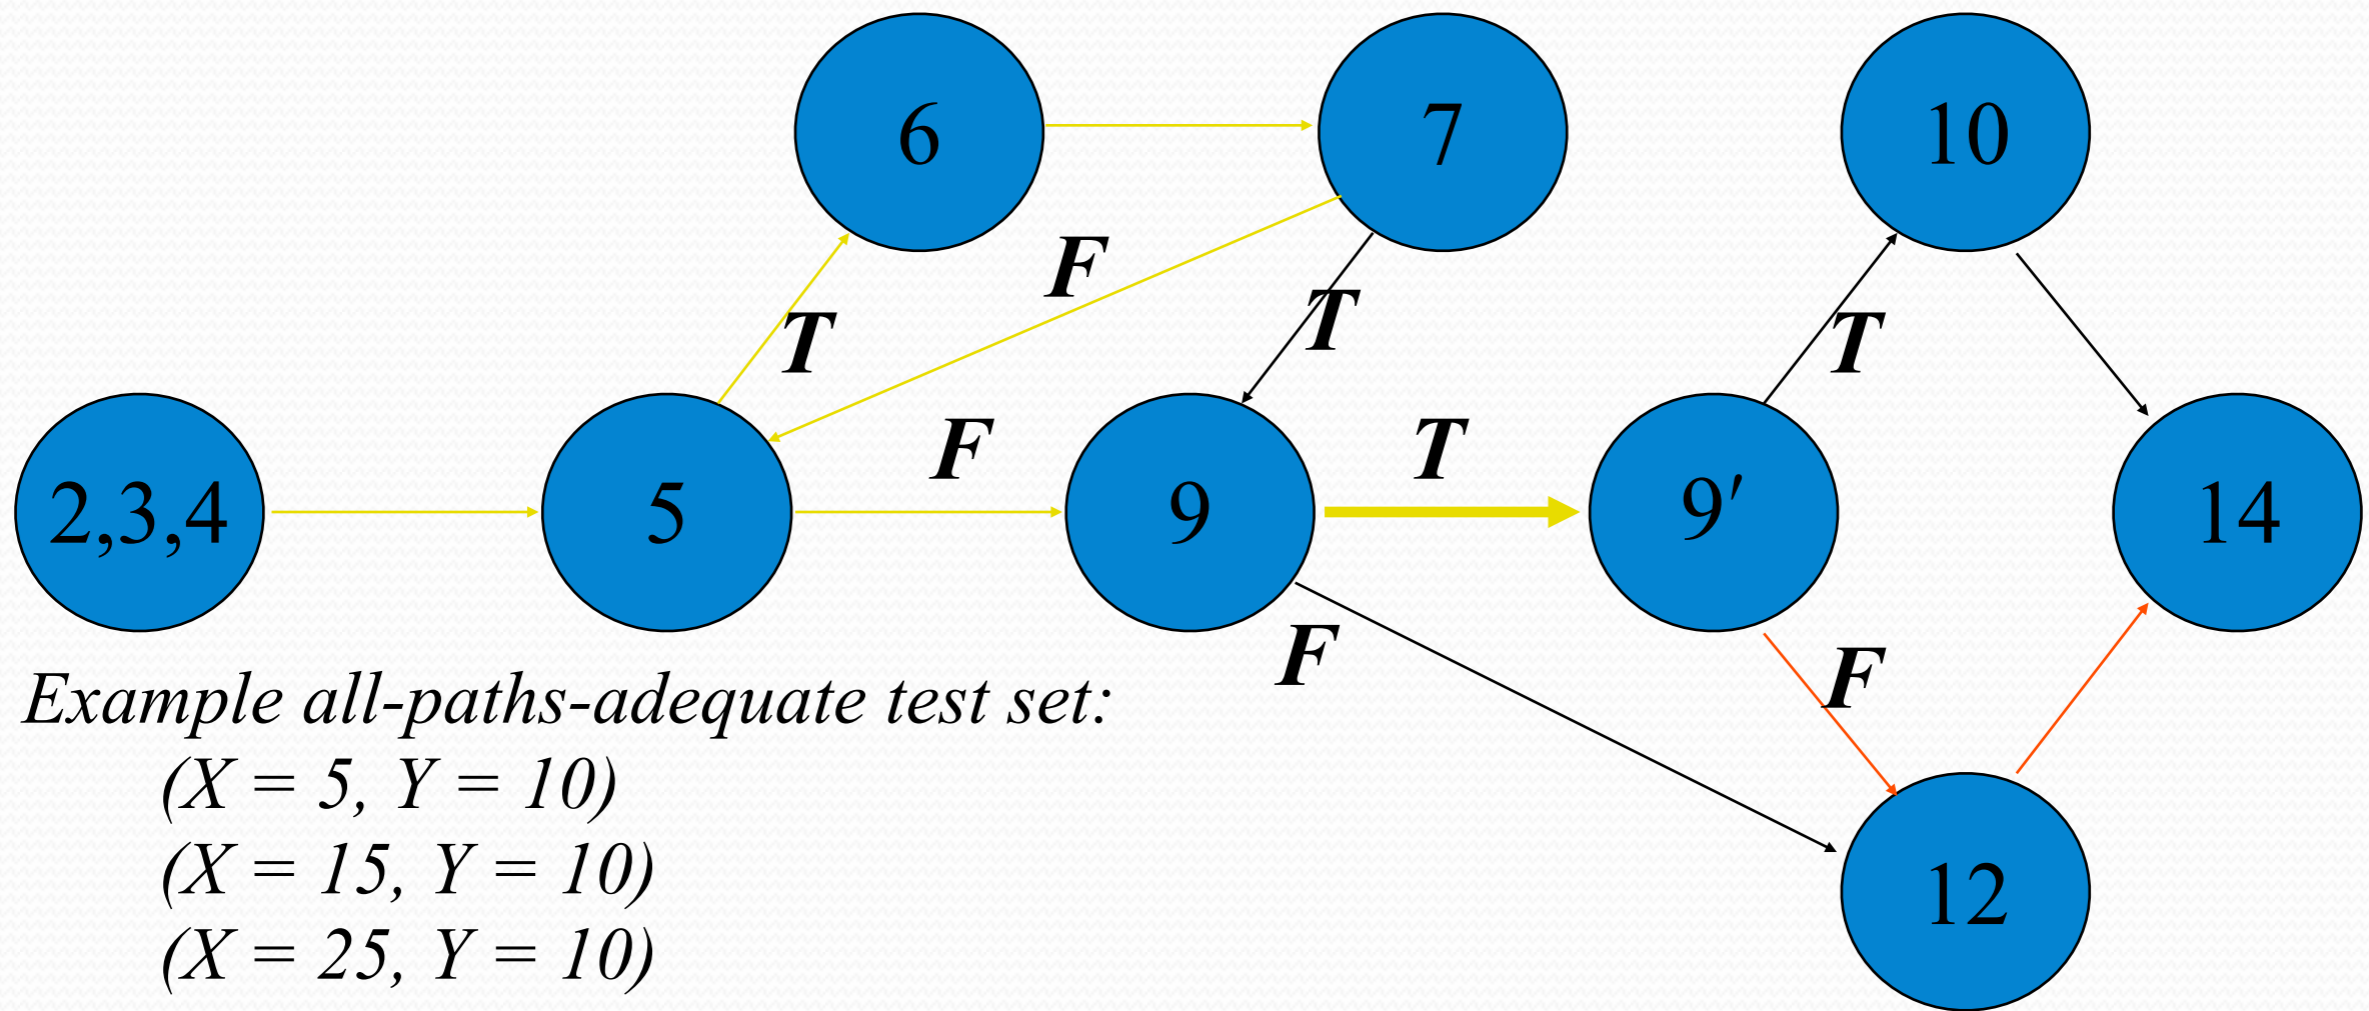 6
7
10
F
T
T
T
F
T
2,3,4
5
9
9′
14
F
F
Example all-paths-adequate test set:
(X = 5, Y = 10)
(X = 15, Y = 10)
(X = 25, Y = 10)
12